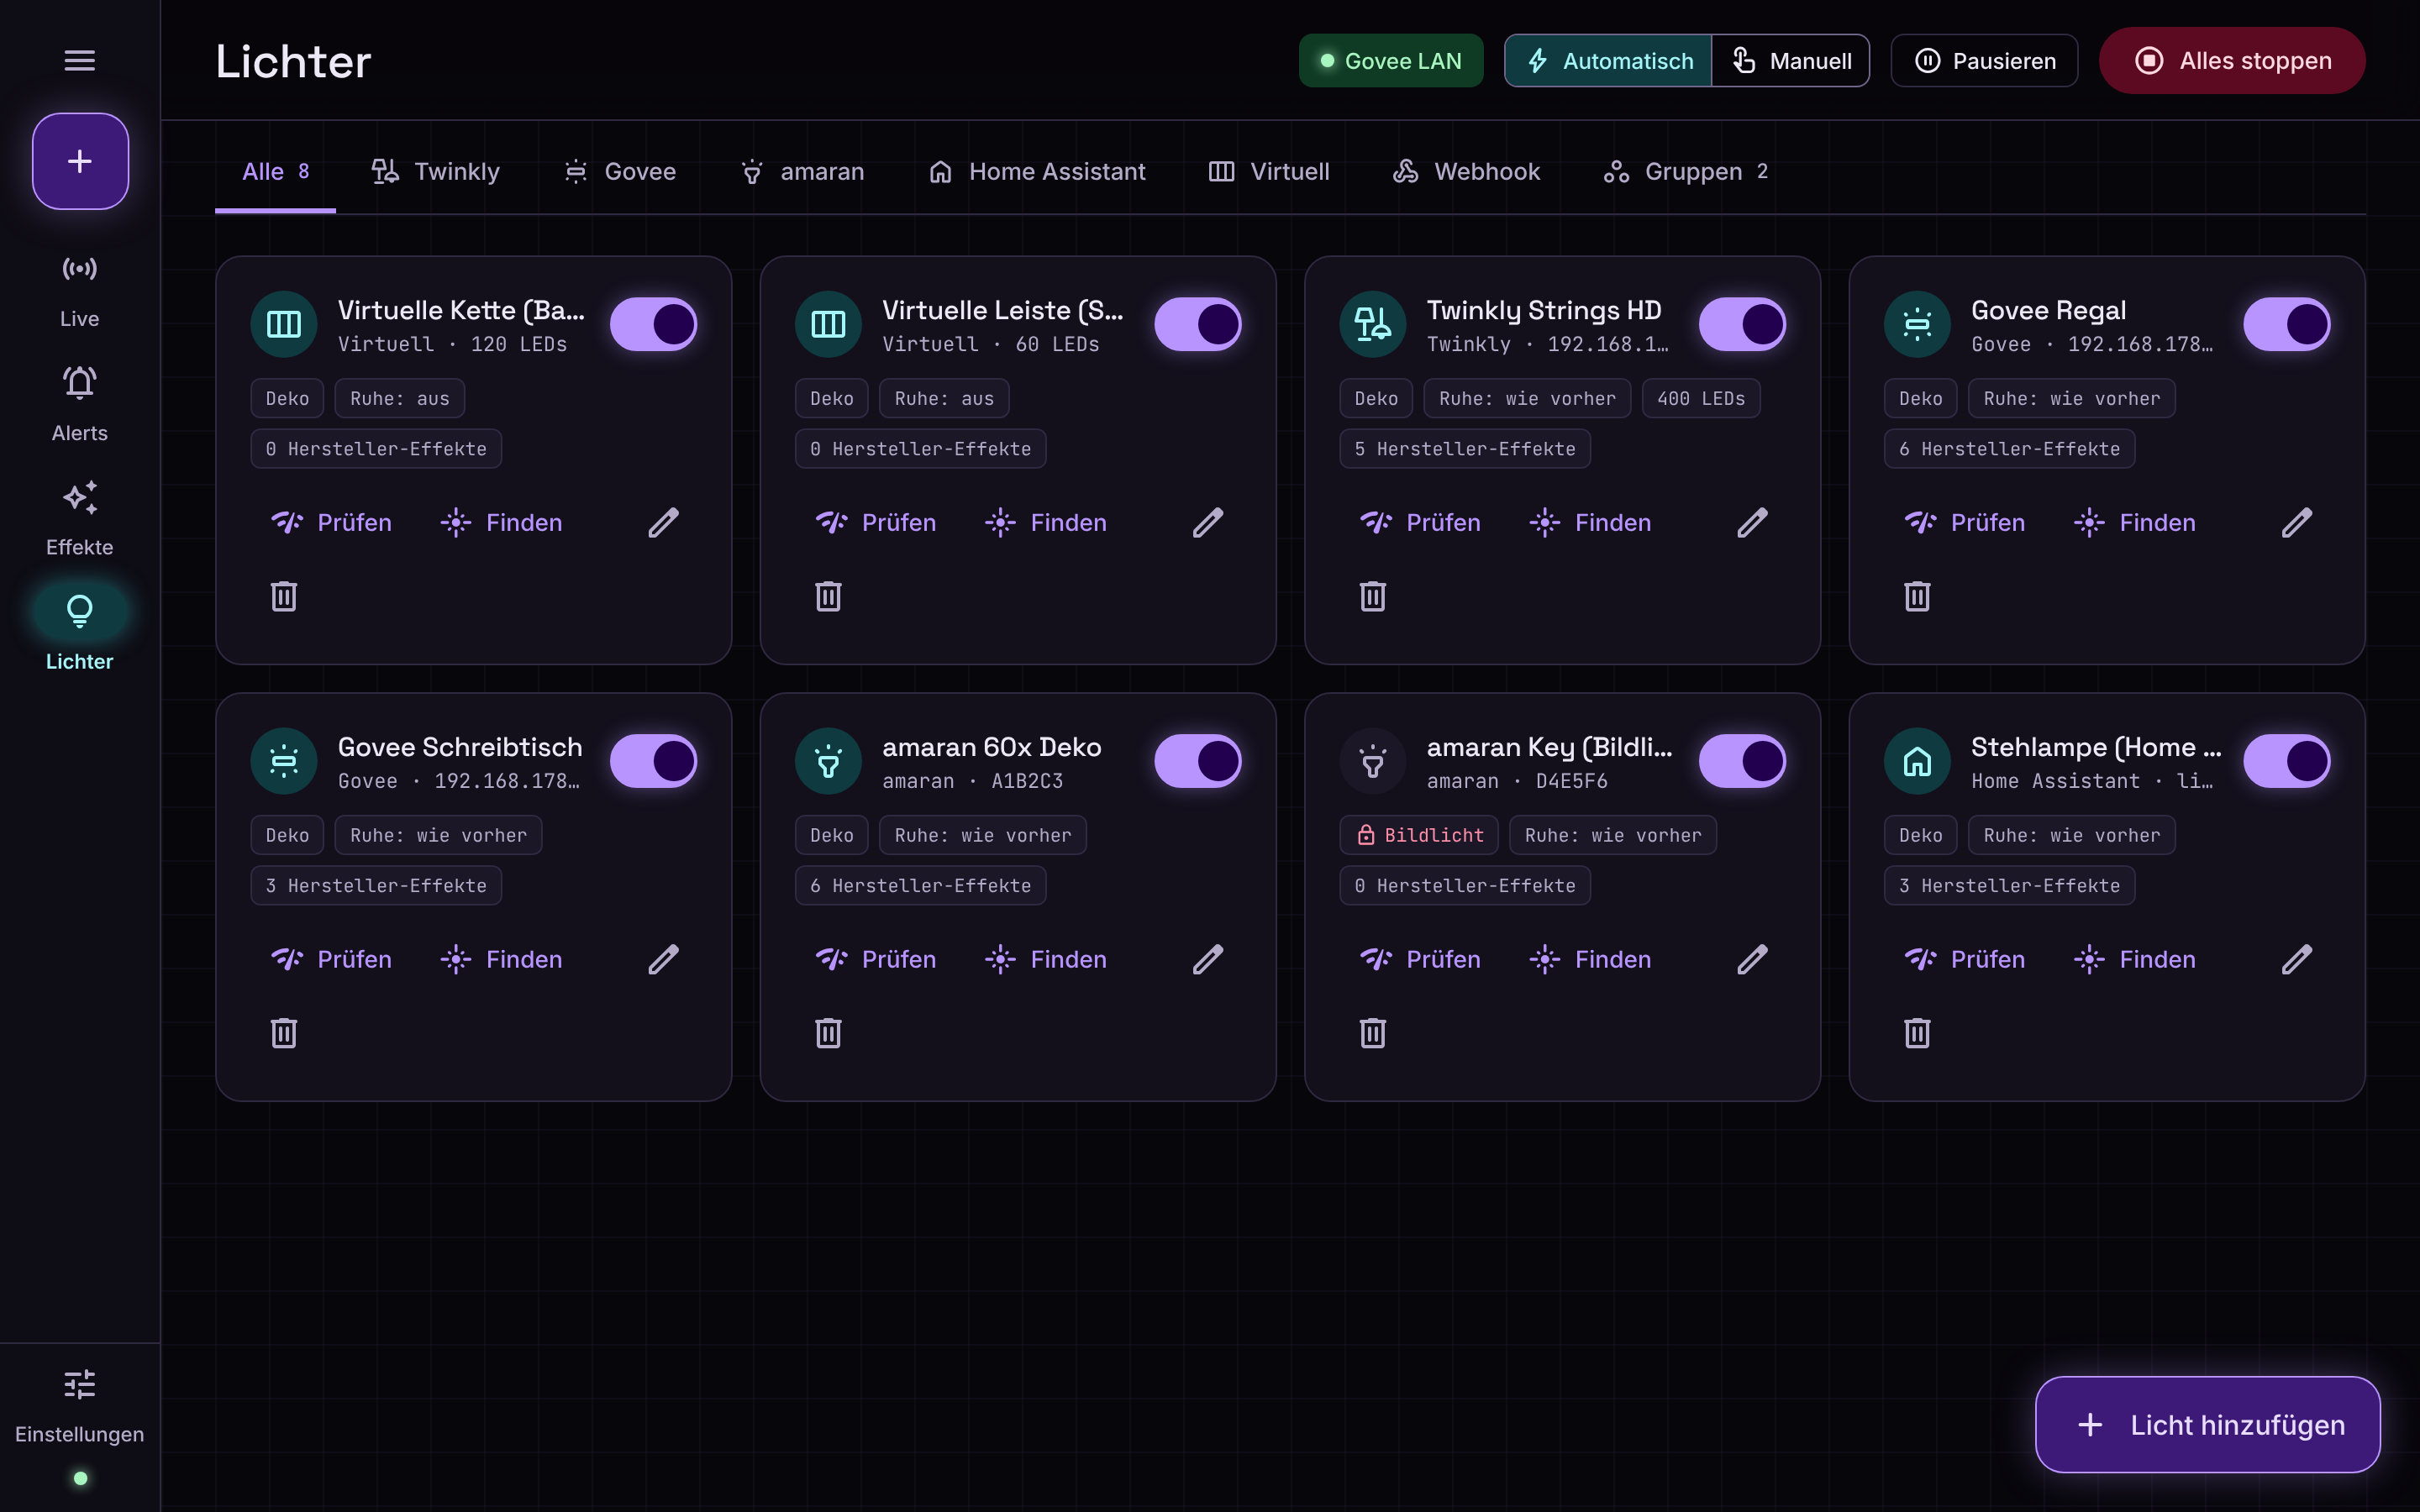 Lichter
Govee LAN
Automatisch
Manuell
Pausieren
Alles stoppen
Live
Alerts
Effekte
Lichter
Einstellungen
Alle 8
Twinkly
Govee
amaran
Home Assistant
Virtuell
Webhook
Gruppen 2
Virtuelle Kette (Ba...
Virtuell · 120 LEDs
Deko
Ruhe: aus
0 Hersteller-Effekte
Prüfen
Finden
Virtuelle Leiste (S...
Virtuell · 60 LEDs
Deko
Ruhe: aus
0 Hersteller-Effekte
Prüfen
Finden
Twinkly Strings HD
Twinkly · 192.168.1…
Deko
Ruhe: wie vorher
400 LEDs
5 Hersteller-Effekte
Prüfen
Finden
Govee Regal
Govee · 192.168.178…
Deko
Ruhe: wie vorher
6 Hersteller-Effekte
Prüfen
Finden
Govee Schreibtisch
Govee · 192.168.178…
Deko
Ruhe: wie vorher
3 Hersteller-Effekte
Prüfen
Finden
amaran 60x Deko
amaran · A1B2C3
Deko
Ruhe: wie vorher
6 Hersteller-Effekte
Prüfen
Finden
amaran Key (Bildli...
amaran · D4E5F6
Bildlicht
Ruhe: wie vorher
0 Hersteller-Effekte
Prüfen
Finden
Stehlampe (Home ...
Home Assistant · li…
Deko
Ruhe: wie vorher
3 Hersteller-Effekte
Prüfen
Finden
Licht hinzufügen